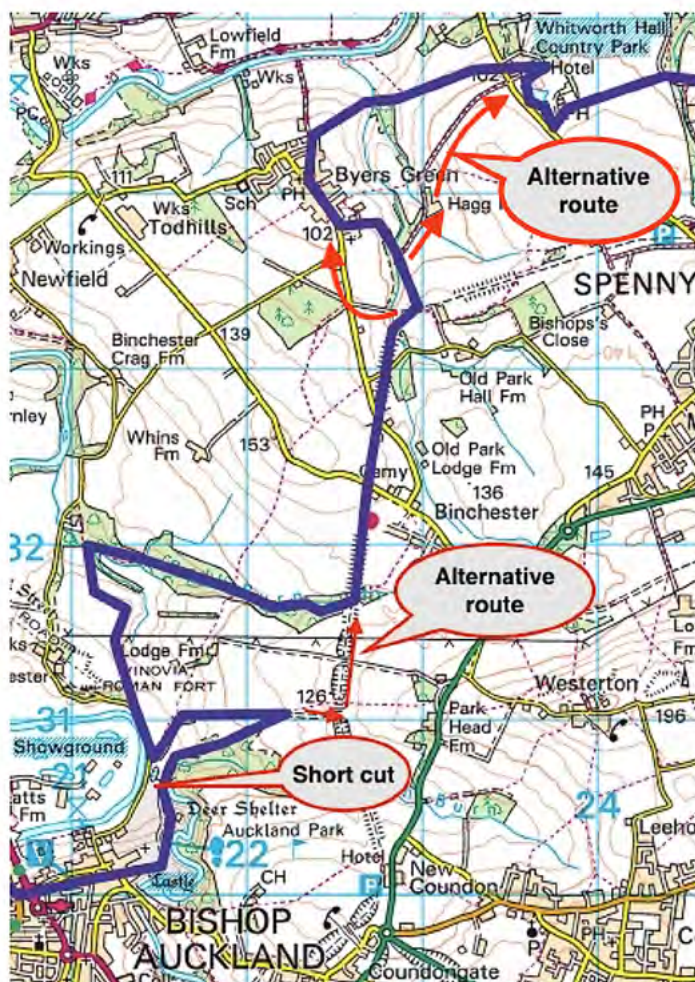 Whitworth Hall
Country Park
Lowfield
Fm
Wks
Wks
Hotel
102
PC
PH
111
Byers Green
Alternative
route
Sch
PH
Wks
Todhills
Hagg
102
P
Workings
Newfield
SPENNY
139
Binchester
Crag Fm
Bishops's
Close
140
Old Park
Hall Fm
PH
P
Whins
Fm
153
Old Park
Lodge Fm
145
136
Binchester
32
Alternative
route
ROAD
Lodge Fm
VINOVIA
ROMAN FORT
126
Westerton
31
Park
Head
Fm
196
Showground
21
Short cut
Deer Shelter
Auckland Park
24
22
Hotel
New
Coundon
Castle
CH
P
BISHOP
AUCKLAND
P
PH
Coundongate